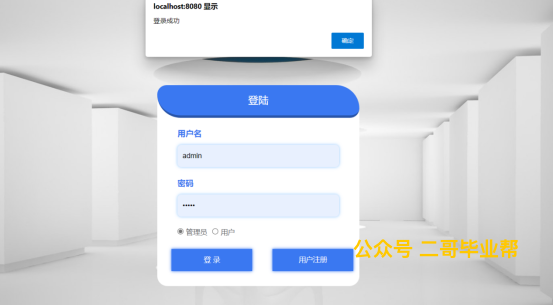 localhost:8080 显示
登录成功
确定
登陆
用户名
admin
密码
•••••
管理员 用户
登 录 用户注册
公众号 二哥毕业帮